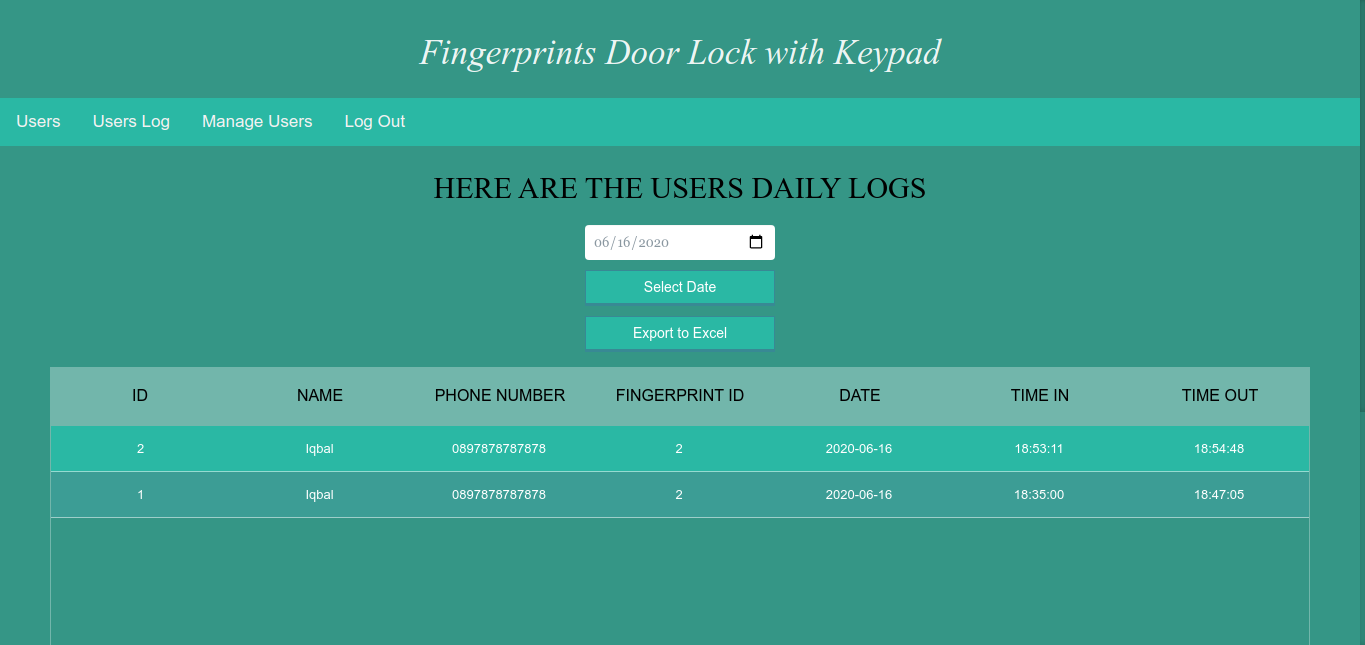 Fingerprints Door Lock with Keypad
Users Users Log Manage Users Log Out
HERE ARE THE USERS DAILY LOGS
06/16/2020
Select Date
Export to Excel
ID NAME PHONE NUMBER FINGERPRINT ID DATE TIME IN TIME OUT
2 Iqbal 0897878787878 2 2020-06-16 18:53:11 18:54:48
1 Iqbal 0897878787878 2 2020-06-16 18:35:00 18:47:05